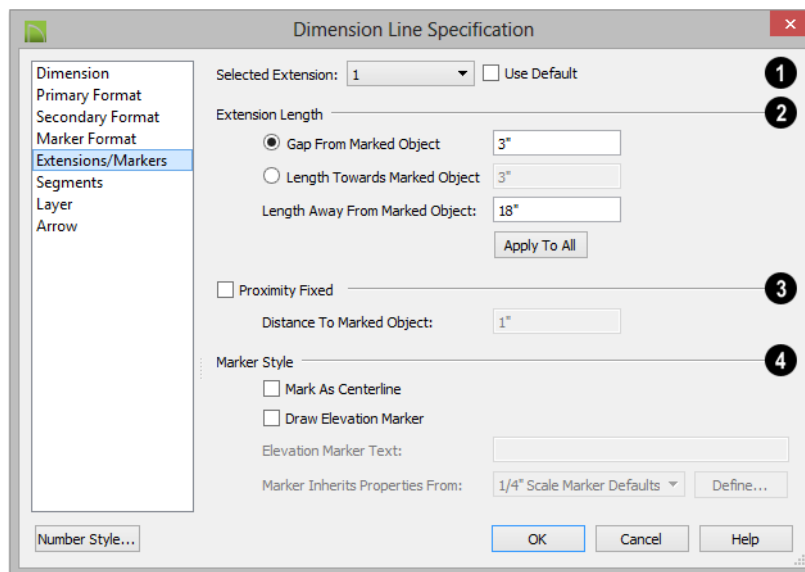 Dimension Line Specification
Dimension
Primary Format
Secondary Format
Marker Format
Extensions/Markers
Segments
Layer
Arrow
Selected Extension: 1 Use Default 1
Extension Length 2
Gap From Marked Object 3"
Length Towards Marked Object 3"
Length Away From Marked Object: 18"
Apply To All
Proximity Fixed 3
Distance To Marked Object: 1"
Marker Style 4
Mark As Centerline
Draw Elevation Marker
Elevation Marker Text:
Marker Inherits Properties From: 1/4" Scale Marker Defaults Define...
Number Style... OK Cancel Help